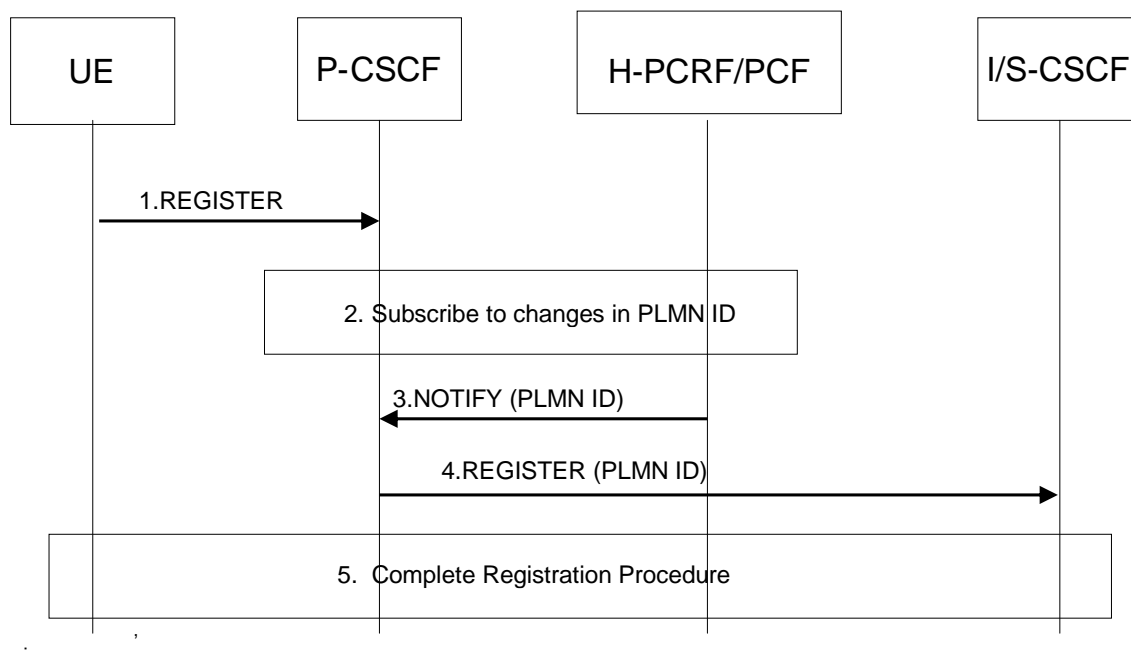 UE
P-CSCF
H-PCRF/PCF
I/S-CSCF
1.REGISTER
2. Subscribe to changes in PLMN ID
3.NOTIFY (PLMN ID)
4.REGISTER (PLMN ID)
5. Complete Registration Procedure
,
.